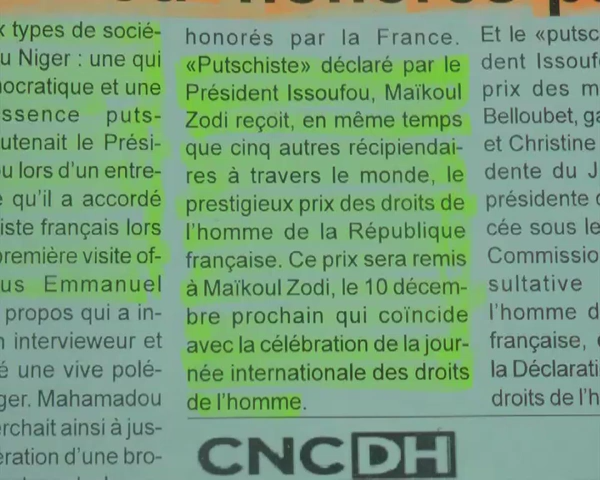 x types de socié-
u Niger : une qui
ocratique et une
ssence puts-
utenait le Prési-
u lors d'un entre-
qu'il a accordé
iste français lors
première visite of-
us Emmanuel
propos qui a in-
n intervieweur et
é une vive polé-
ger. Mahamadou
erchait ainsi à jus-
ération d'une bro-
honorés par la France.
«Putschiste» déclaré par le
Président Issoufou, Maïkoul
Zodi reçoit, en même temps
que cinq autres récipiendai-
res à travers le monde, le
prestigieux prix des droits de
l'homme de la République
française. Ce prix sera remis
à Maïkoul Zodi, le 10 décem-
bre prochain qui coïncide
avec la célébration de la jour-
née internationale des droits
de l'homme.
CNCDH
Et le «putsc
dent Issoufo
prix des m
Belloubet, ga
et Christine
dente du J
présidente d
cée sous le
Commissio
sultative
l'homme d
française,
la Déclarati
droits de l'h